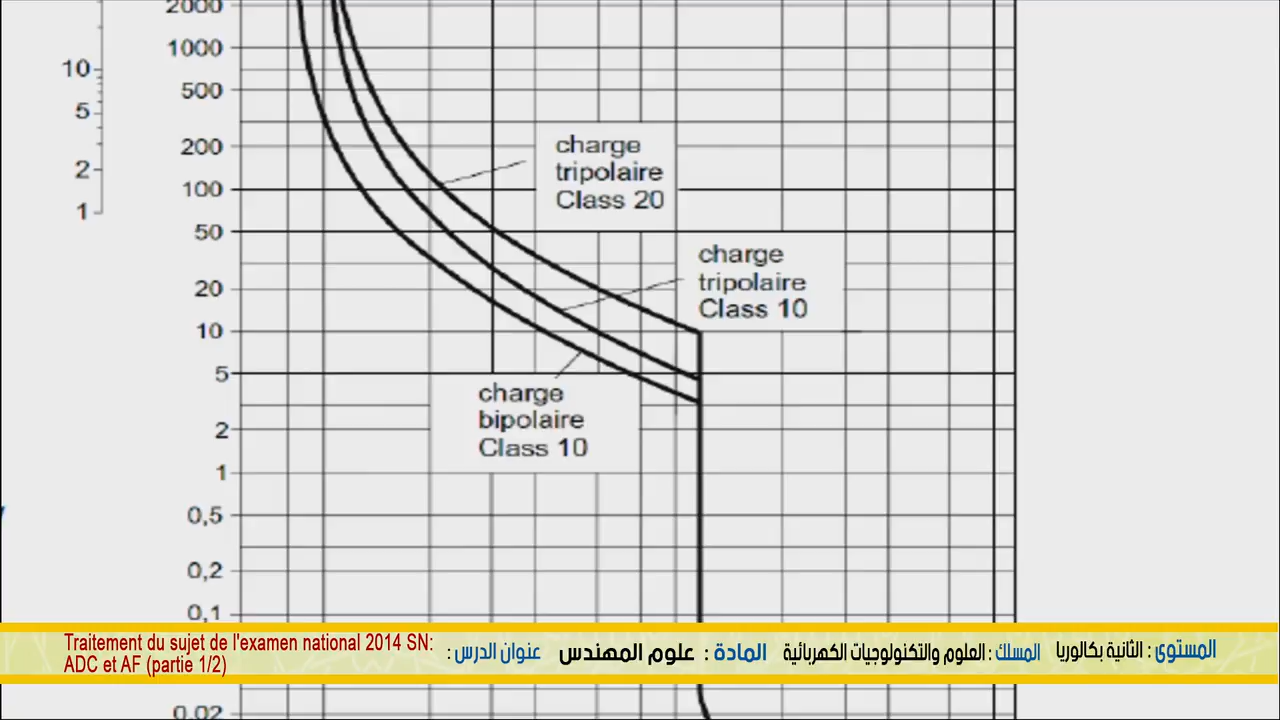 2000
1000
500
200
100
50
20
10
5
2
1
0,5
0,2
0,1
0.02
10
5
2
1
charge
tripolaire
Class 20
charge
tripolaire
Class 10
charge
bipolaire
Class 10
المستوى : الثانية بكالوريا المسلك : العلوم والتكنولوجيات الكهربائية المادة : علوم المهندس عنوان الدرس :
Traitement du sujet de l'examen national 2014 SN:
ADC et AF (partie 1/2)